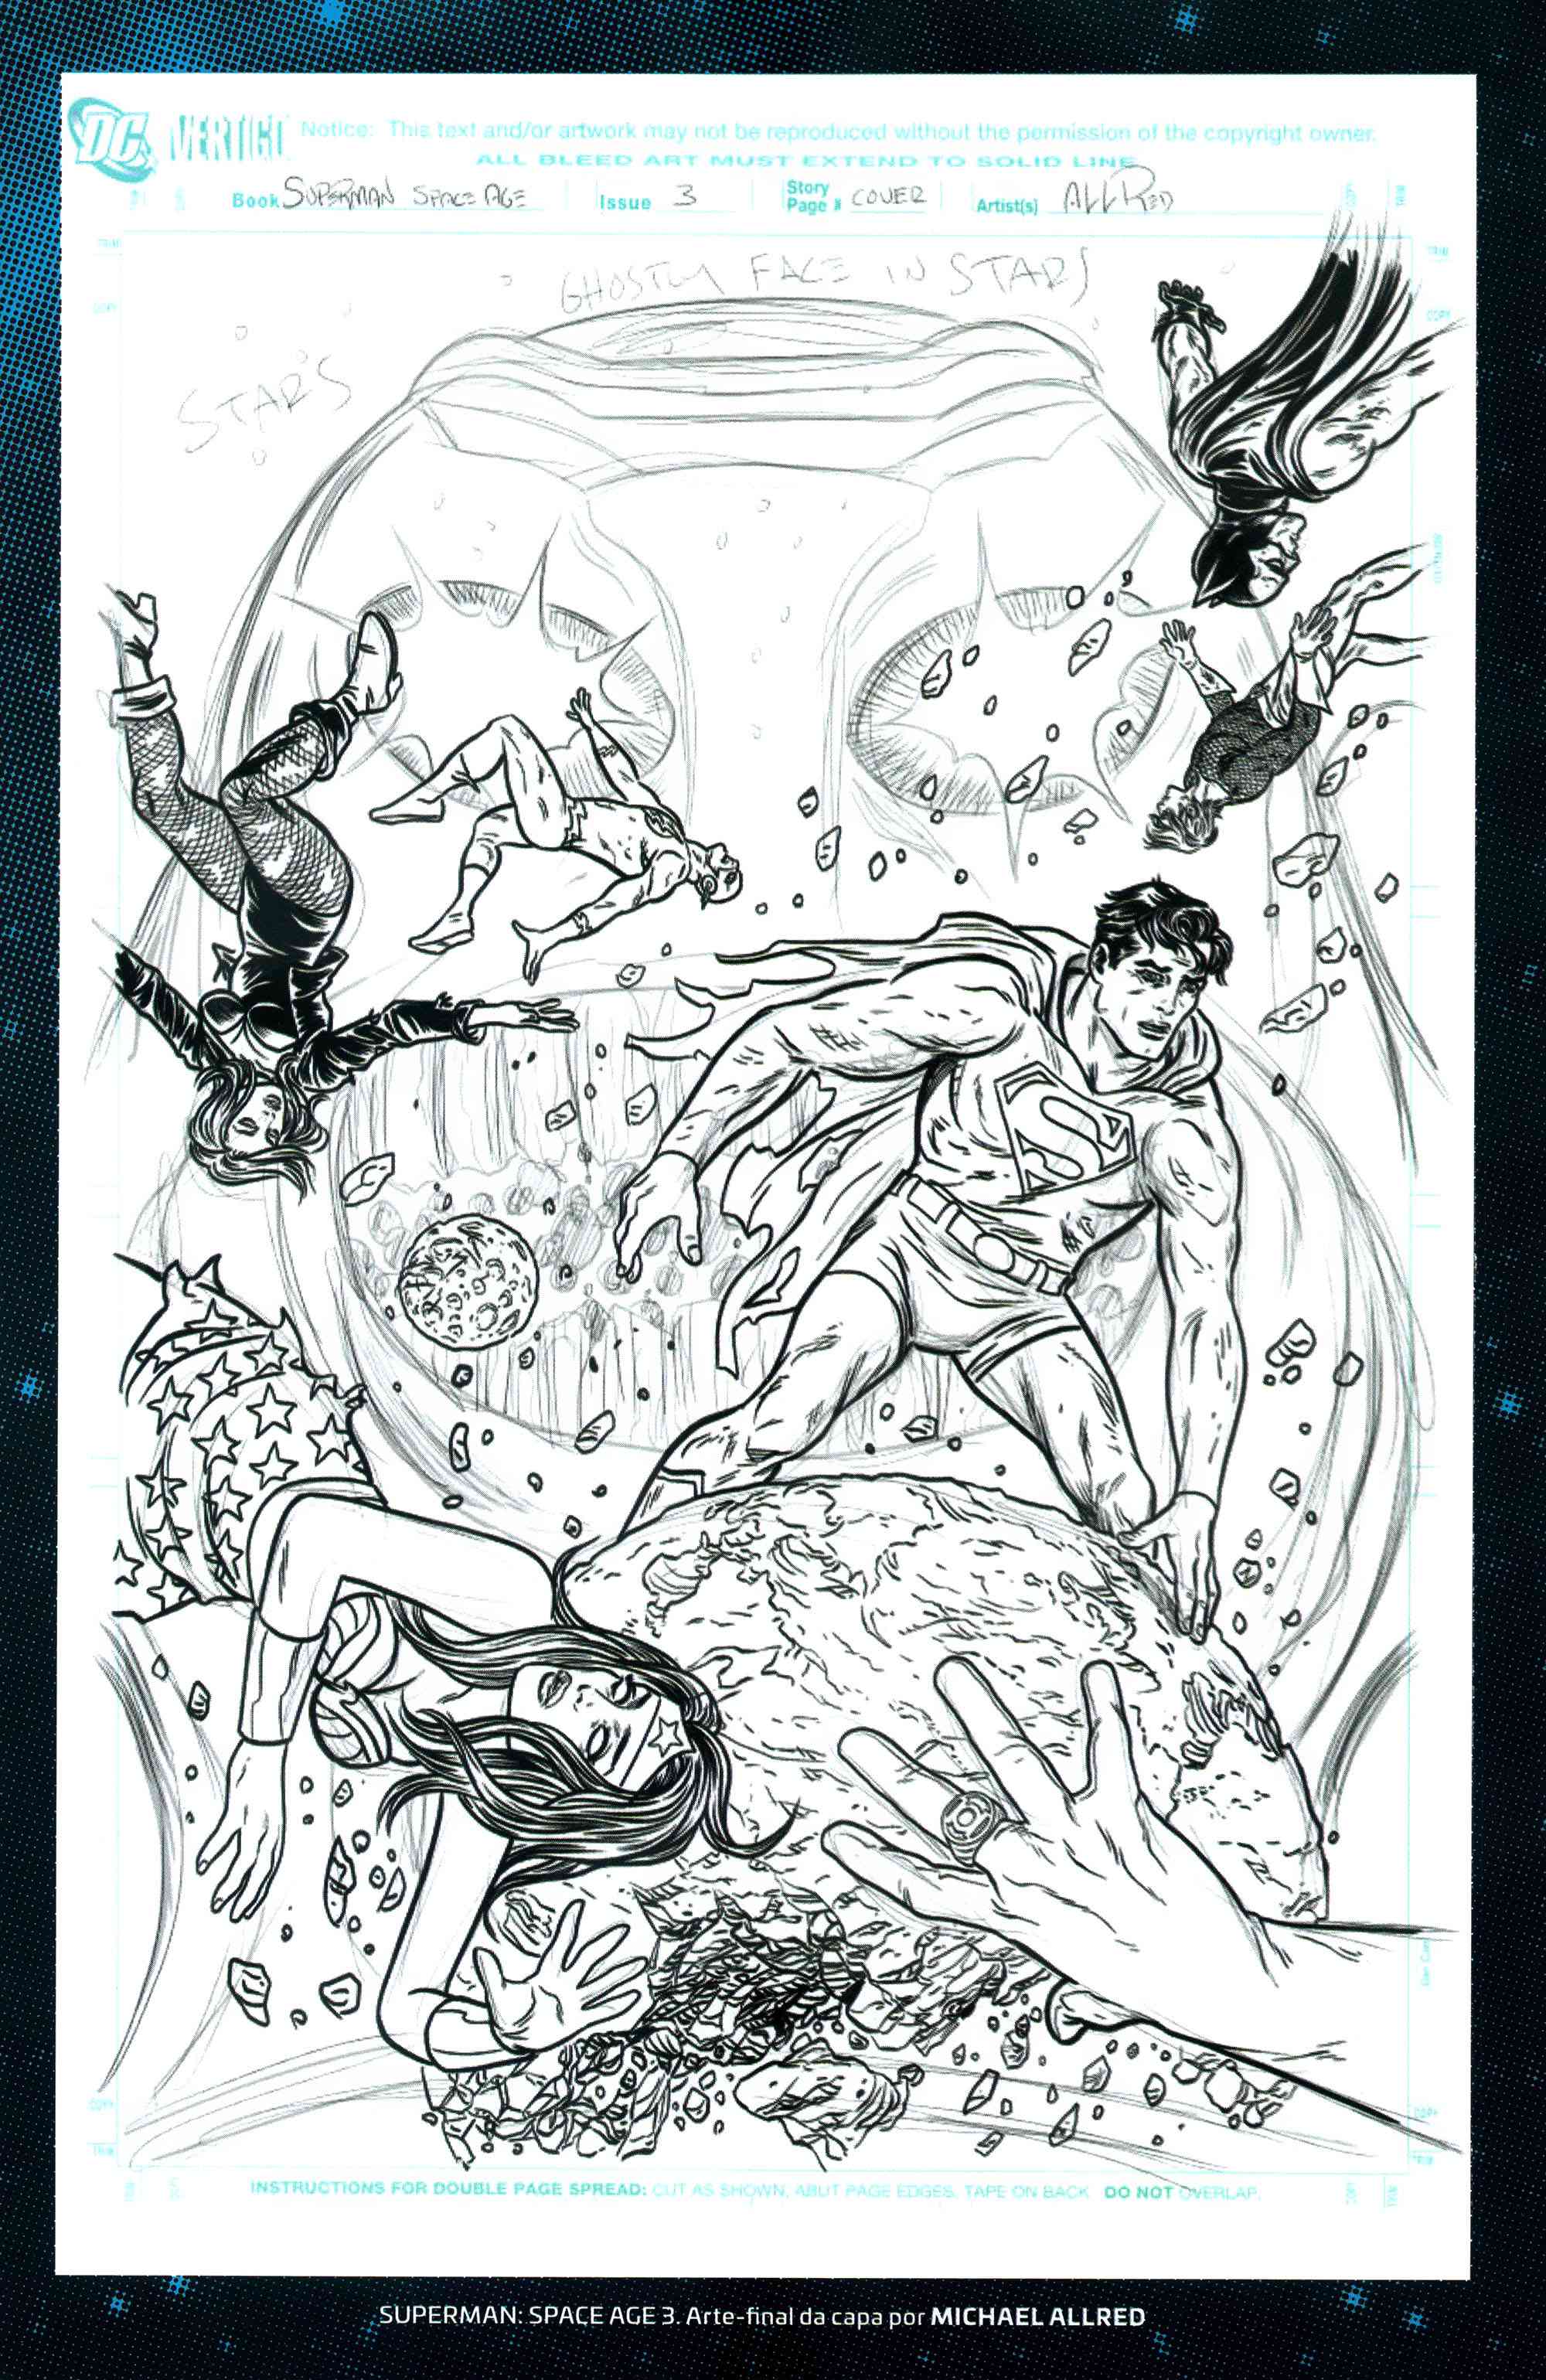 DC
VERTIGO
Notice: This text and/or artwork may not be reproduced without the permission of the copyright owner.
ALL BLEED ART MUST EXTEND TO SOLID LINE
Book SUPERMAN SPACE AGE Issue 3 Story Page # COVER Artist(s) ALLRED
GHOSTLY FACE IN STARS
STARS
S
INSTRUCTIONS FOR DOUBLE PAGE SPREAD: CUT AS SHOWN, ABUT PAGE EDGES, TAPE ON BACK DO NOT OVERLAP.
SUPERMAN: SPACE AGE 3. Arte-final da capa por MICHAEL ALLRED